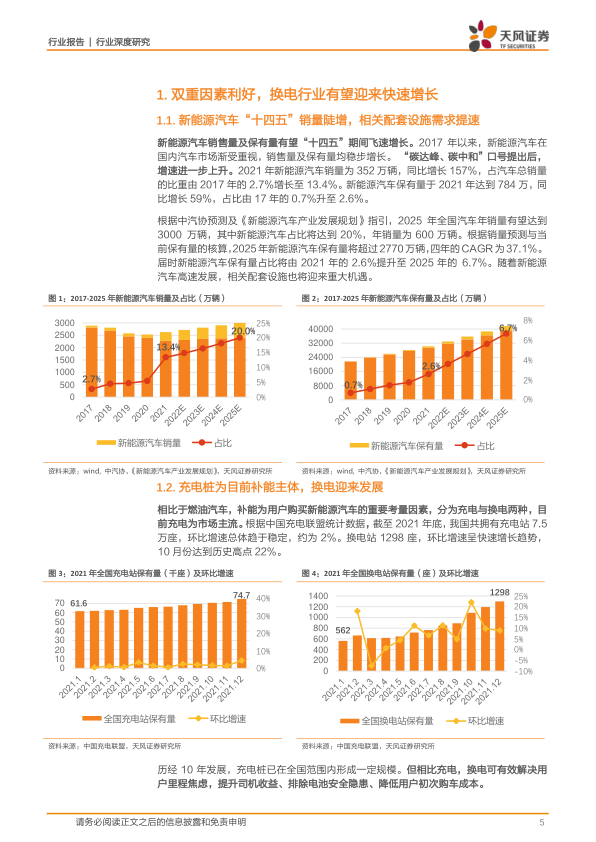 行业报告 | 行业深度研究
天风证券
TF SECURITIES
1. 双重因素利好，换电行业有望迎来快速增长
1.1. 新能源汽车“十四五”销量陡增，相关配套设施需求提速
新能源汽车销售量及保有量有望“十四五”期间飞速增长。2017 年以来，新能源汽车在
国内汽车市场渐受重视，销售量及保有量均稳步增长。 “碳达峰、碳中和”口号提出后，
增速进一步上升。2021 年新能源汽车销量为 352 万辆，同比增长 157%，占汽车总销量
的比重由 2017 年的 2.7%增长至 13.4%。新能源汽车保有量于 2021 年达到 784 万，同
比增长 59%，占比由 17 年的 0.7%升至 2.6%。
根据中汽协预测及《新能源汽车产业发展规划》指引，2025 年全国汽车年销量有望达到
3000 万辆，其中新能源汽车占比将达到 20%，年销量为 600 万辆。根据销量预测与当
前保有量的核算，2025 年新能源汽车保有量将超过 2770 万辆，四年的 CAGR 为 37.1%。
届时新能源汽车保有量占比将由 2021 年的 2.6%提升至 2025 年的 6.7%。随着新能源
汽车高速发展，相关配套设施也将迎来重大机遇。
图 1：2017-2025 年新能源汽车销量及占比（万辆）
3000
2500
2000
1500
1000
500
0
25%
20%
15%
10%
5%
0%
2.7%
13.4%
20.0%
2017
2018
2019
2020
2021
2022E
2023E
2024E
2025E
新能源汽车销量
占比
资料来源：wind, 中汽协，《新能源汽车产业发展规划》，天风证券研究所
图 2：2017-2025 年新能源汽车保有量及占比（万辆）
40000
32000
24000
16000
8000
0
8%
6%
4%
2%
0%
0.7%
2.6%
6.7%
2017
2018
2019
2020
2021
2022E
2023E
2024E
2025E
新能源汽车保有量
占比
资料来源：wind, 中汽协，《新能源汽车产业发展规划》，天风证券研究所
1.2. 充电桩为目前补能主体，换电迎来发展
相比于燃油汽车，补能为用户购买新能源汽车的重要考量因素，分为充电与换电两种，目
前充电为市场主流。根据中国充电联盟统计数据，截至 2021 年底，我国共拥有充电站 7.5
万座，环比增速总体趋于稳定，约为 2%。换电站 1298 座，环比增速呈快速增长趋势，
10 月份达到历史高点 22%。
图 3：2021 年全国充电站保有量（千座）及环比增速
70
60
50
40
30
20
10
0
40%
30%
20%
10%
0%
61.6
74.7
2021.1
2021.2
2021.3
2021.4
2021.5
2021.6
2021.7
2021.8
2021.9
2021.10
2021.11
2021.12
全国充电站保有量
环比增速
资料来源：中国充电联盟，天风证券研究所
图 4：2021 年全国换电站保有量（座）及环比增速
1400
1200
1000
800
600
400
200
0
25%
20%
15%
10%
5%
0%
-5%
-10%
562
1298
2021.1
2021.2
2021.3
2021.4
2021.5
2021.6
2021.7
2021.8
2021.9
2021.10
2021.11
2021.12
全国换电站保有量
环比增速
资料来源：中国充电联盟，天风证券研究所
历经 10 年发展，充电桩已在全国范围内形成一定规模。但相比充电，换电可有效解决用
户里程焦虑，提升司机收益、排除电池安全隐患、降低用户初次购车成本。
请务必阅读正文之后的信息披露和免责申明
5